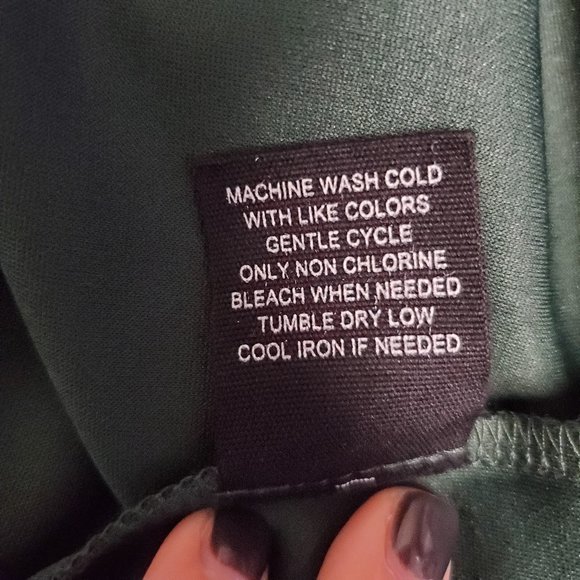 MACHINE WASH COLD
WITH LIKE COLORS
GENTLE CYCLE
ONLY NON CHLORINE
BLEACH WHEN NEEDED
TUMBLE DRY LOW
COOL IRON IF NEEDED